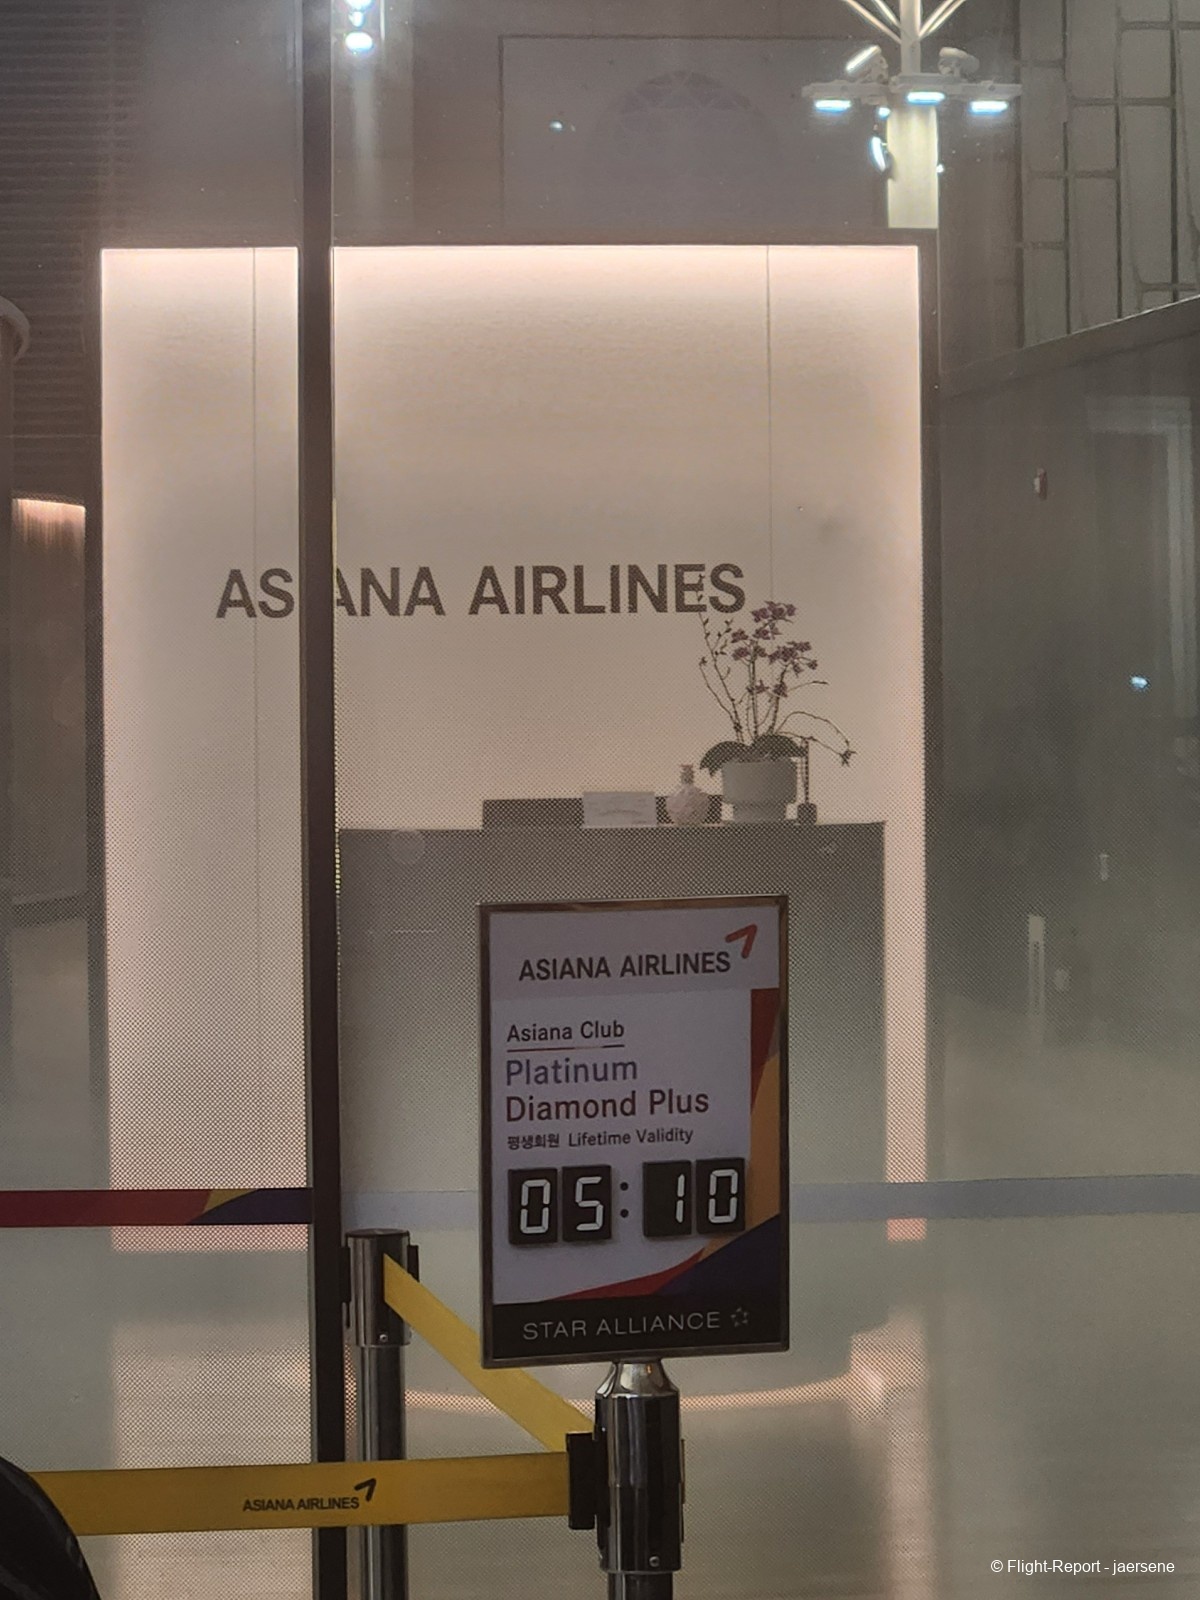 ASIANA AIRLINES
ASIANA AIRLINES
Asiana Club
Platinum
Diamond Plus
평생회원 Lifetime Validity
05:10
STAR ALLIANCE
ASIANA AIRLINES
© Flight-Report - jaersene